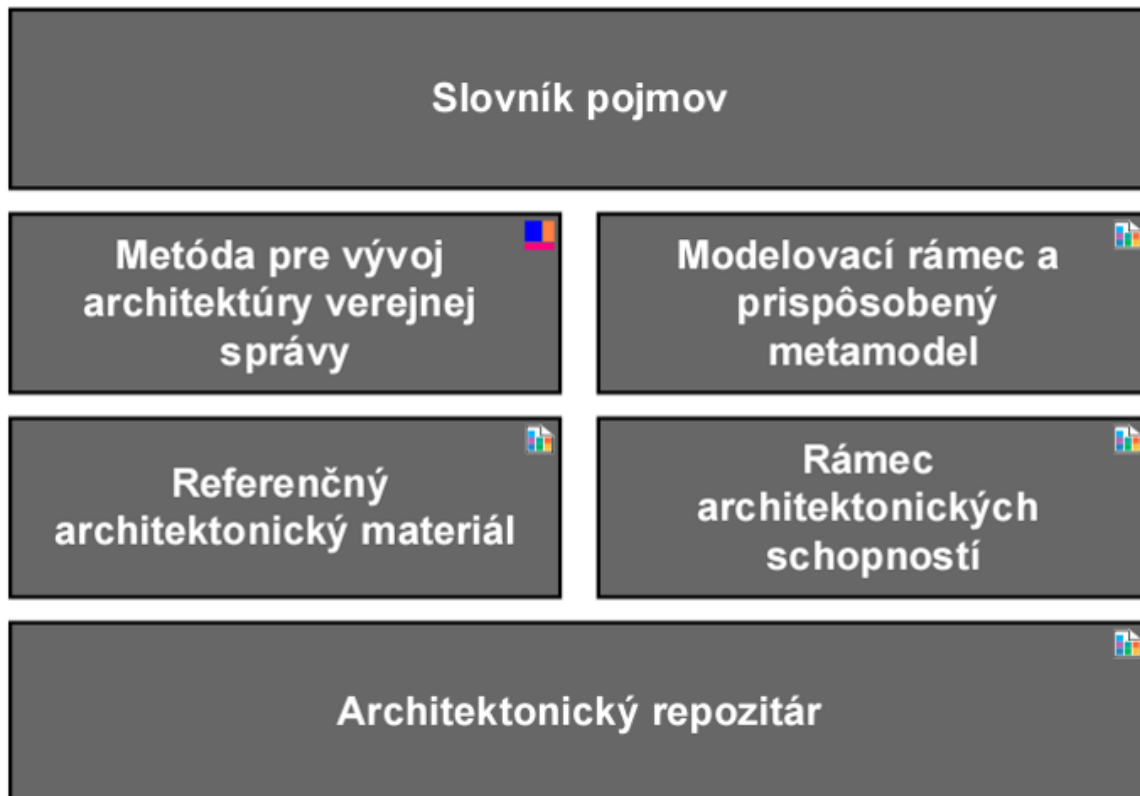 Slovník pojmov
Metóda pre vývoj
architektúry verejnej
správy
Modelovací rámec a
prispôsobený
metamodel
Referenčný
architektonický materiál
Rámec
architektonických
schopností
Architektonický repozitár